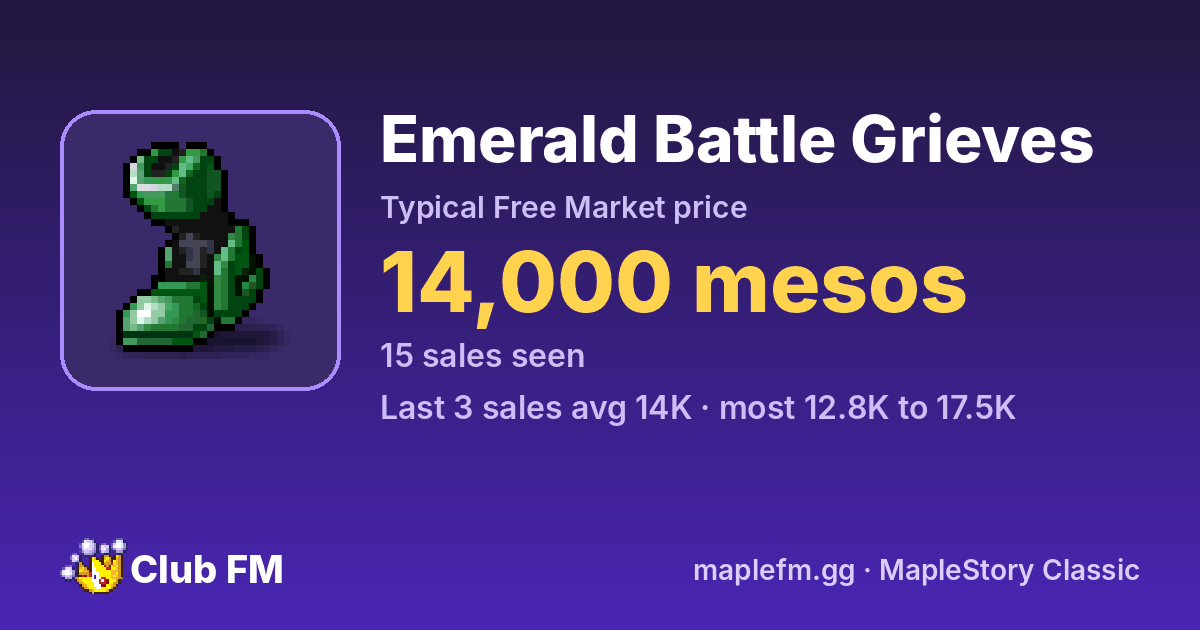 Emerald Battle Grieves
Typical Free Market price
14,000 mesos
15 sales seen
Last 3 sales avg 14K · most 12.8K to 17.5K
Club FM
maplefm.gg · MapleStory Classic